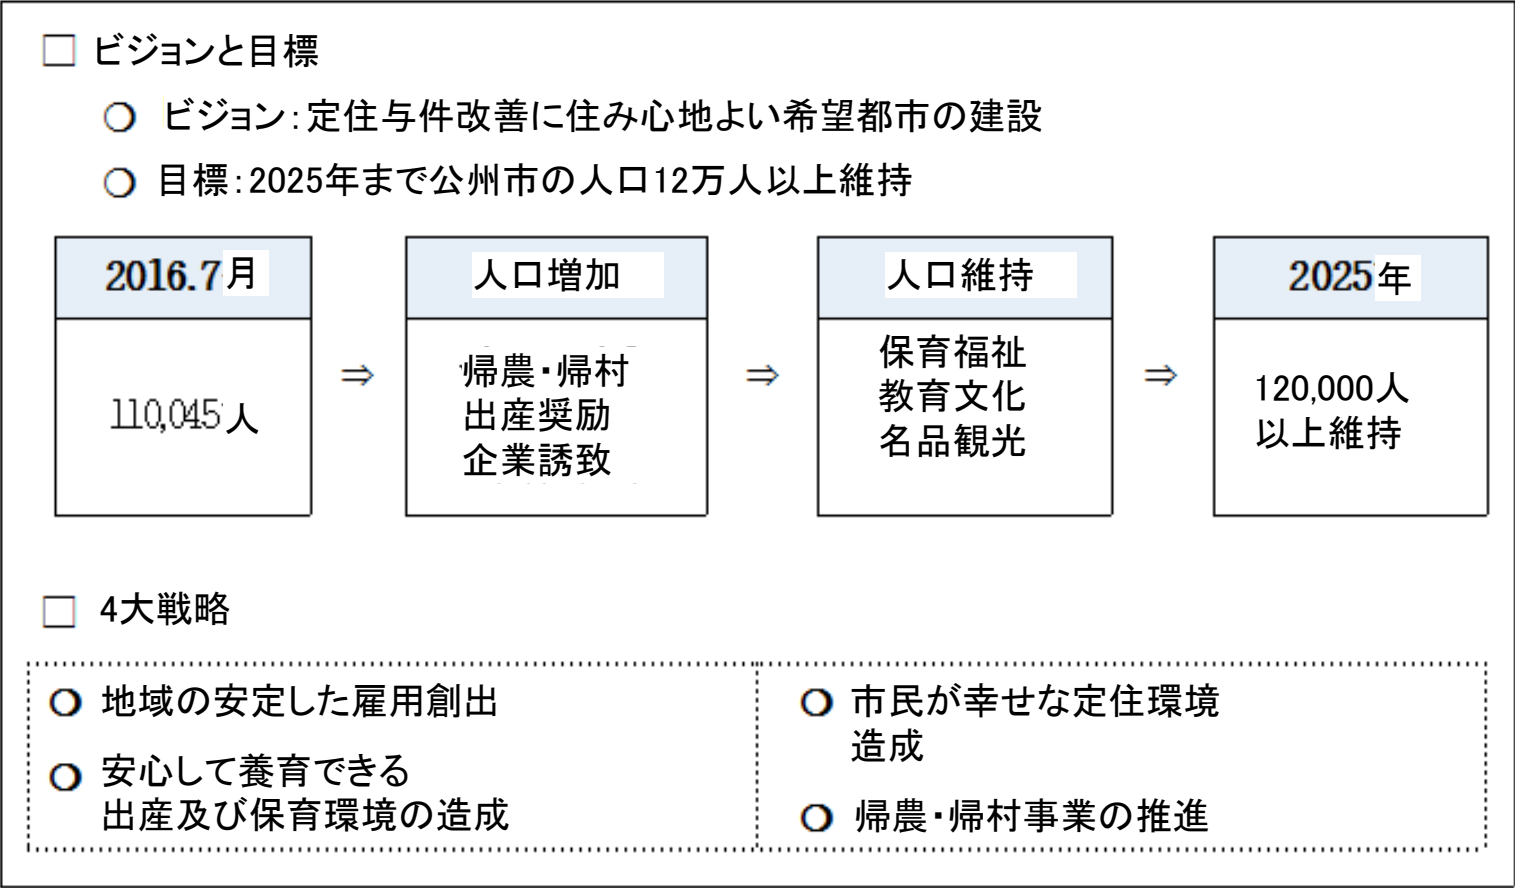 □ ビジョンと目標
○ ビジョン：定住与件改善に住み心地よい希望都市の建設
○ 目標：2025年まで公州市の人口12万人以上維持
2016.7月
110,045人
⇒
人口増加
帰農・帰村
出産奨励
企業誘致
⇒
人口維持
保育福祉
教育文化
名品観光
⇒
2025年
120,000人
以上維持
□ 4大戦略
○ 地域の安定した雇用創出
○ 安心して養育できる
出産及び保育環境の造成
○ 市民が幸せな定住環境
造成
○ 帰農・帰村事業の推進